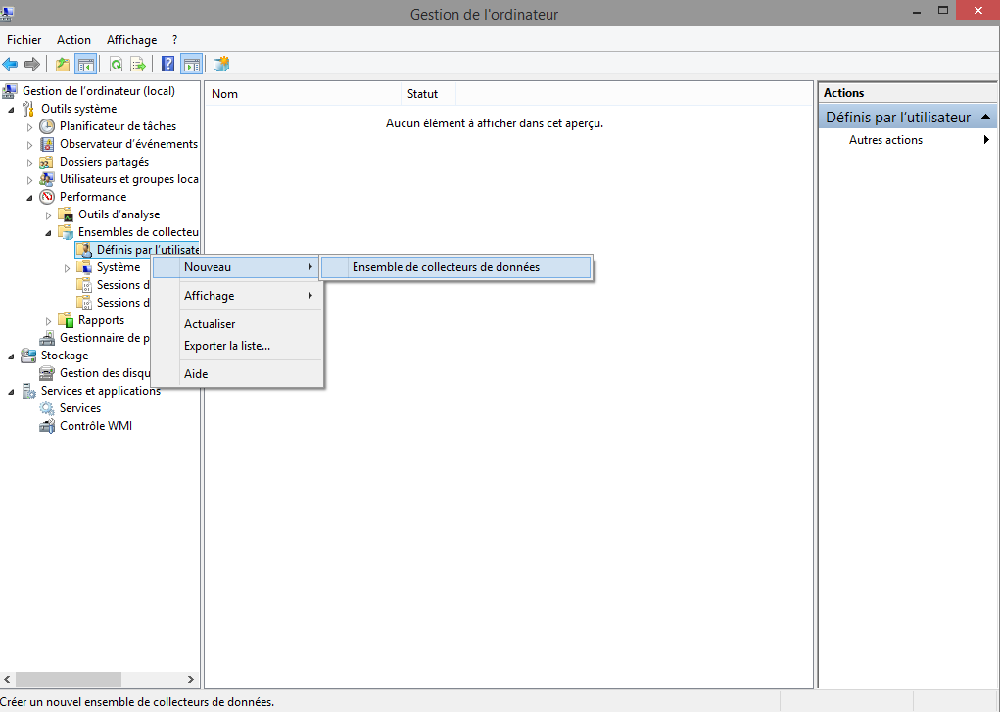 Gestion de l'ordinateur
Fichier Action Affichage ?
Gestion de l'ordinateur (local)
Outils système
Planificateur de tâches
Observateur d'événements
Dossiers partagés
Utilisateurs et groupes loca
Performance
Outils d'analyse
Ensembles de collecteu
Définis par l'utilisate
Système
Sessions d
Sessions d
Rapports
Gestionnaire de p
Stockage
Gestion des disqu
Services et applications
Services
Contrôle WMI
Nom Statut
Aucun élément à afficher dans cet aperçu.
Nouveau
Affichage
Actualiser
Exporter la liste...
Aide
Ensemble de collecteurs de données
Actions
Définis par l'utilisateur
Autres actions
Créer un nouvel ensemble de collecteurs de données.